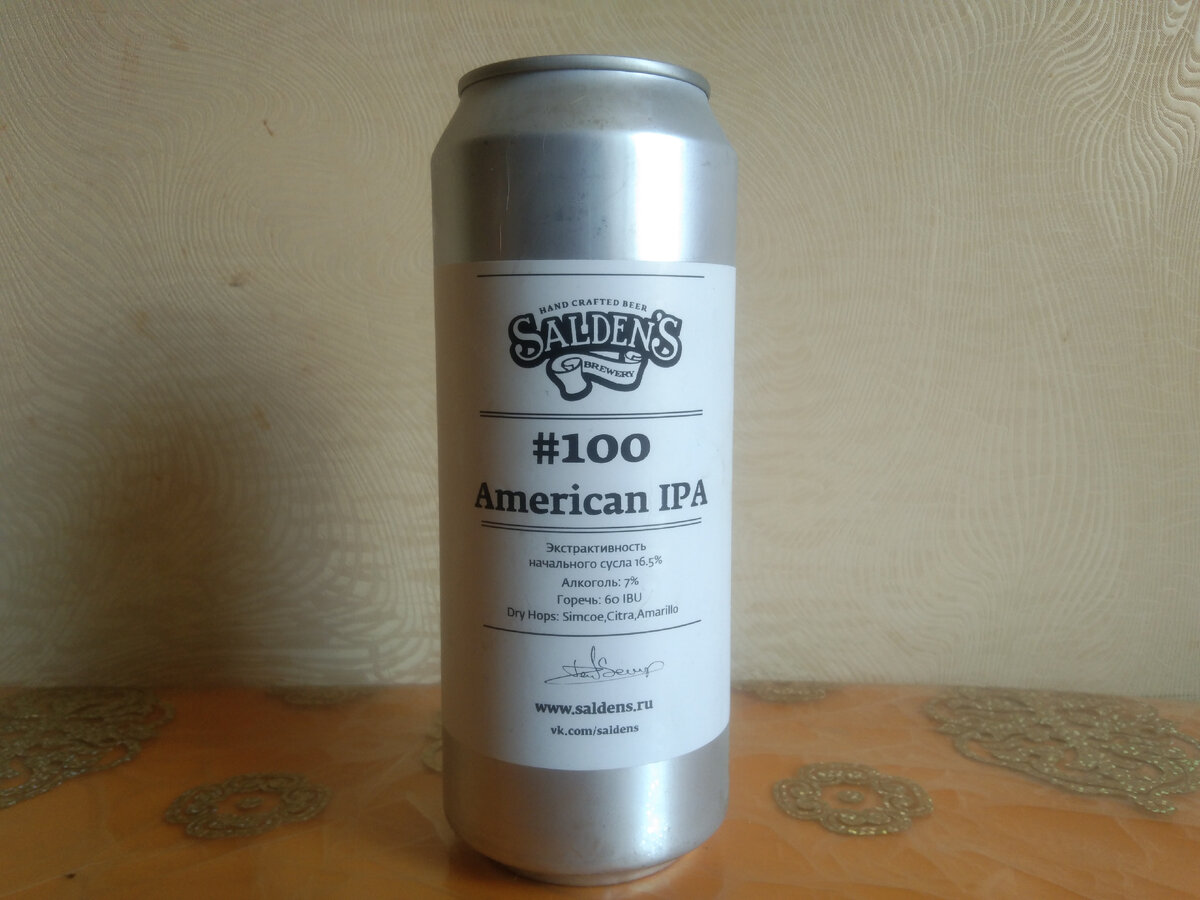 HAND CRAFTED BEER
SALDEN'S
BREWERY
#100
American IPA
Экстрактивность
начального сусла 16.5%
Алкоголь: 7%
Горечь: 60 IBU
Dry Hops: Simcoe,Citra,Amarillo
www.saldens.ru
vk.com/saldens